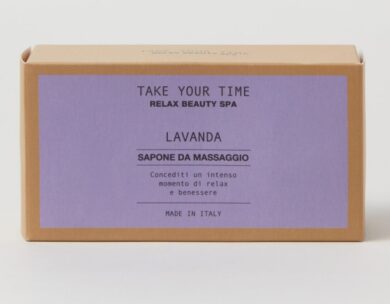 TAKE YOUR TIME
RELAX BEAUTY SPA
LAVANDA
SAPONE DA MASSAGGIO
Concediti un intenso
momento di relax
e benessere
MADE IN ITALY